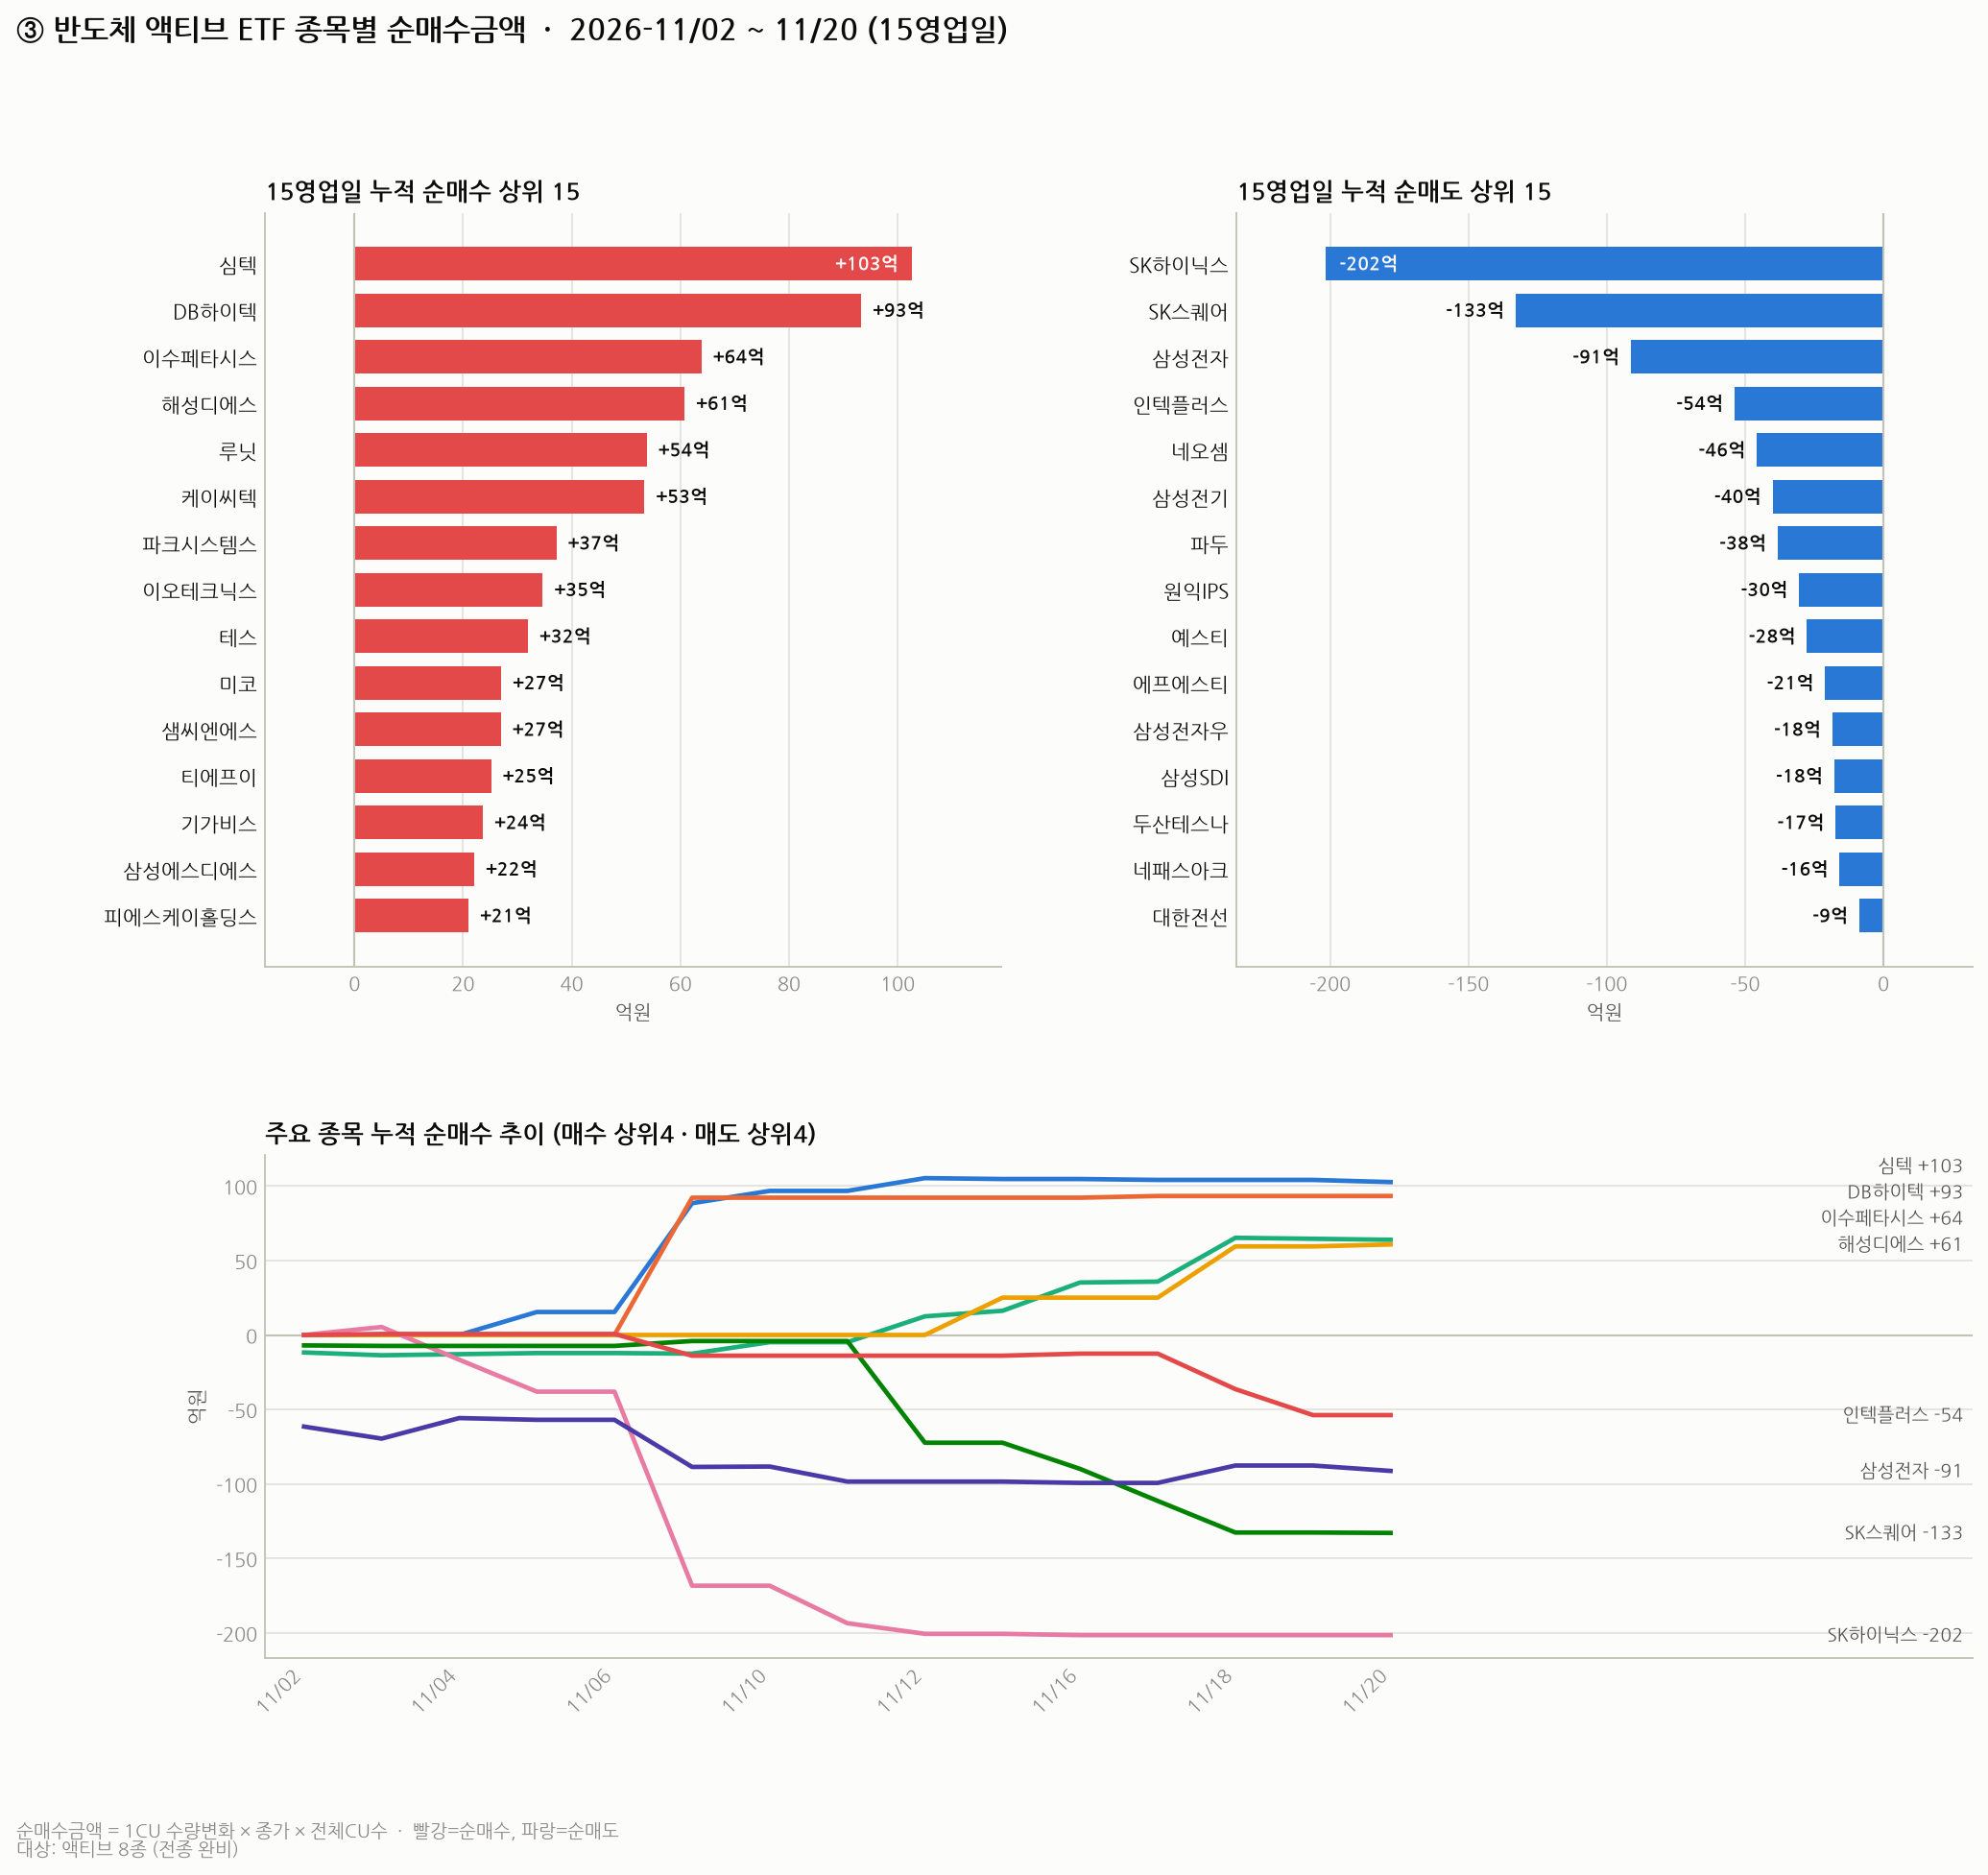 ③ 반도체 액티브 ETF 종목별 순매수금액 · 2026-11/02 ~ 11/20 (15영업일)
15영업일 누적 순매수 상위 15
심텍 +103억
DB하이텍 +93억
이수페타시스 +64억
해성디에스 +61억
루닛 +54억
케이씨텍 +53억
파크시스템스 +37억
이오테크닉스 +35억
테스 +32억
미코 +27억
샘씨엔에스 +27억
티에프이 +25억
기가비스 +24억
삼성에스디에스 +22억
피에스케이홀딩스 +21억
0 20 40 60 80 100
억원
15영업일 누적 순매도 상위 15
SK하이닉스 -202억
SK스퀘어 -133억
삼성전자 -91억
인텍플러스 -54억
네오셈 -46억
삼성전기 -40억
파두 -38억
원익IPS -30억
예스티 -28억
에프에스티 -21억
삼성전자우 -18억
삼성SDI -18억
두산테스나 -17억
네패스아크 -16억
대한전선 -9억
-200 -150 -100 -50 0
억원
주요 종목 누적 순매수 추이 (매수 상위4 · 매도 상위4)
억원
100
50
0
-50
-100
-150
-200
심텍 +103
DB하이텍 +93
이수페타시스 +64
해성디에스 +61
인텍플러스 -54
삼성전자 -91
SK스퀘어 -133
SK하이닉스 -202
11/02 11/04 11/06 11/10 11/12 11/16 11/18 11/20
순매수금액 = 1CU 수량변화 × 종가 × 전체CU수 · 빨강=순매수, 파랑=순매도
대상: 액티브 8종 (전종 완비)